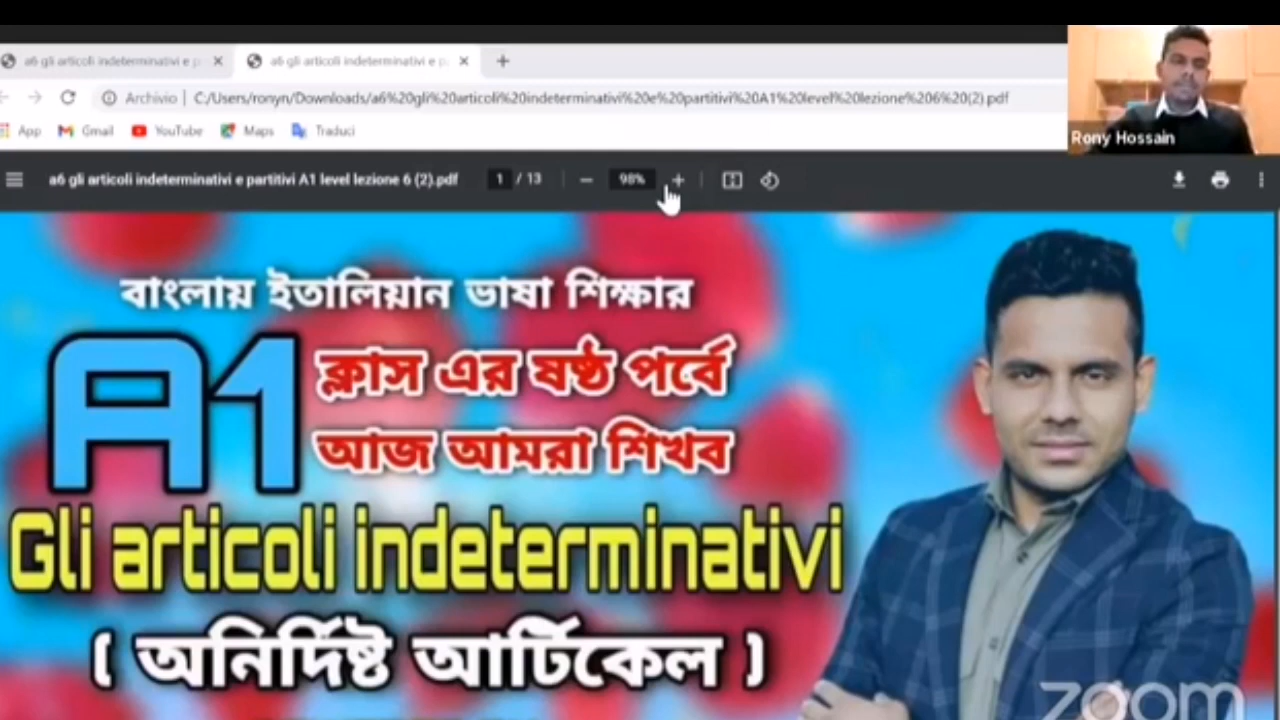 a6 gli articoli indeterminativi e p
a6 gli articoli indeterminativi e p
Archivio
C:/Users/ronyn/Downloads/a6%20gli%20articoli%20indeterminativi%20e%20partitivi%20A1%20level%20lezione%206%20(2).pdf
App Gmail YouTube Maps Traduci
Rony Hossain
a6 gli articoli indeterminativi e partitivi A1 level lezione 6 (2).pdf 1 / 13 98%
বাংলায় ইতালিয়ান ভাষা শিক্ষার
A1 ক্লাস এর ষষ্ঠ পর্বে
আজ আমরা শিখব
Gli articoli indeterminativi
( অনির্দিষ্ট আর্টিকেল )
zoom